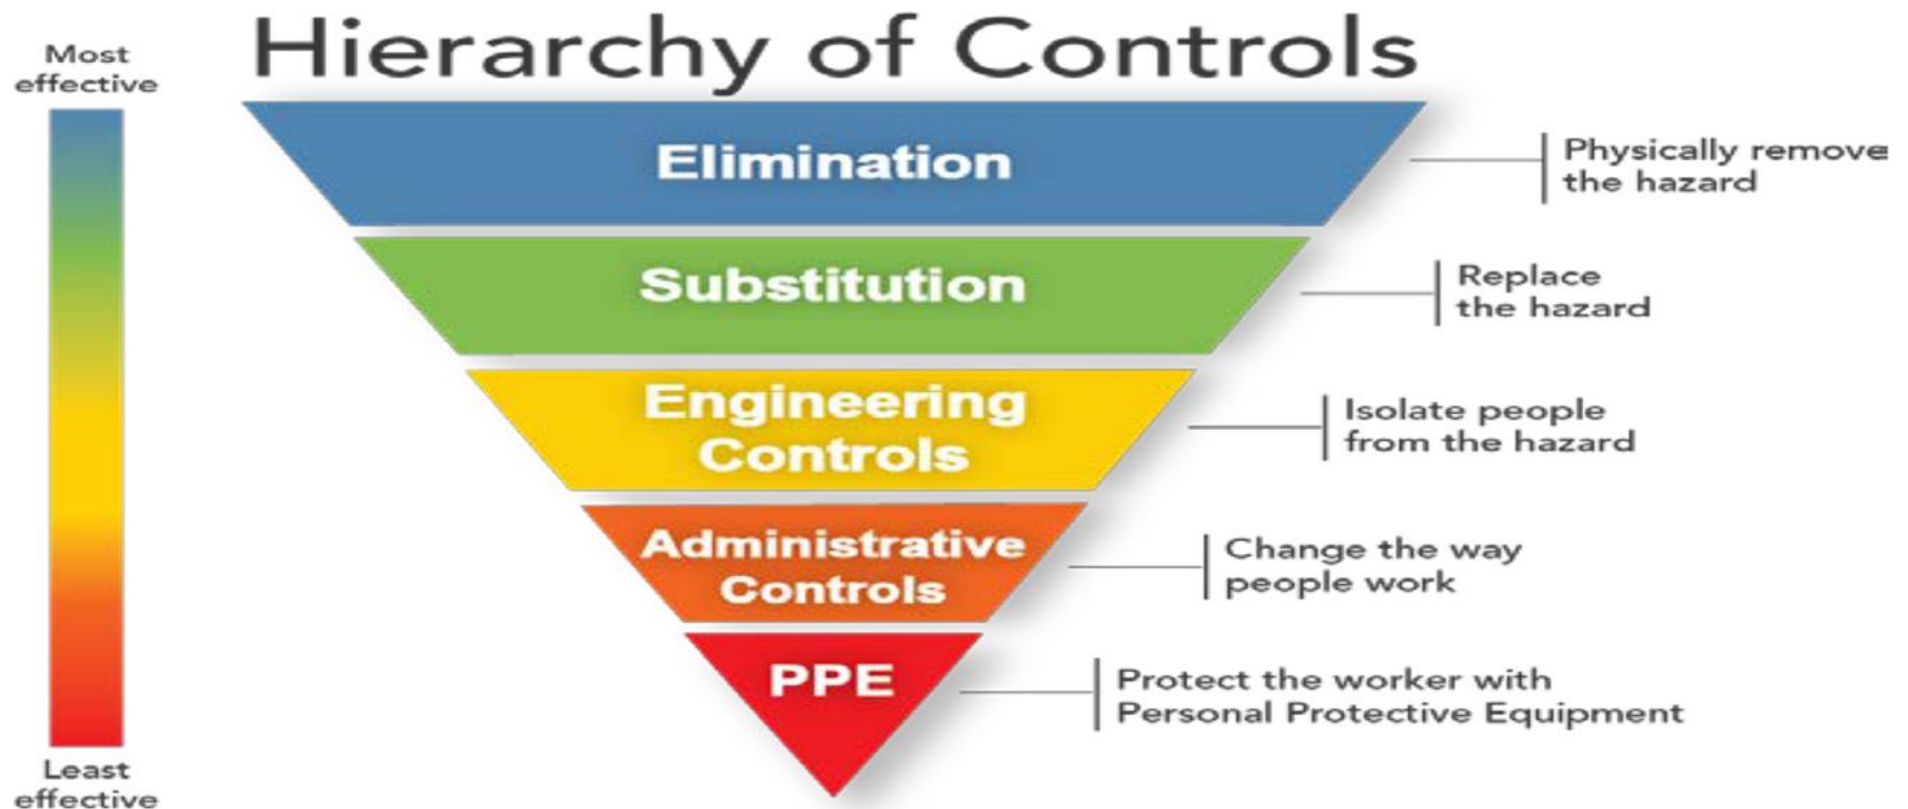 Hierarchy of Controls
Most
effective
Elimination
Physically remove
the hazard
Substitution
Replace
the hazard
Engineering
Controls
Isolate people
from the hazard
Administrative
Controls
Change the way
people work
PPE
Protect the worker with
Personal Protective Equipment
Least
effective